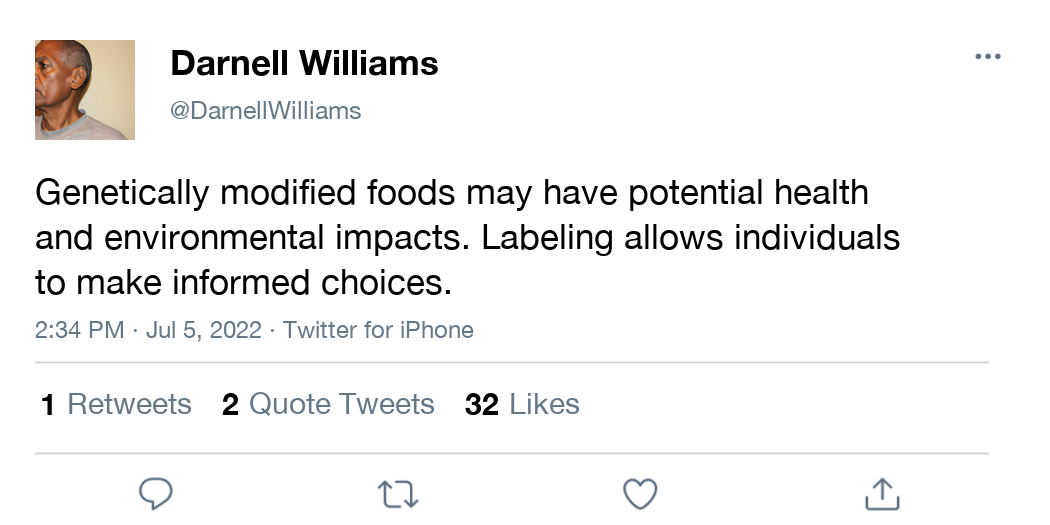 Darnell Williams
@DarnellWilliams
Genetically modified foods may have potential health
and environmental impacts. Labeling allows individuals
to make informed choices.
2:34 PM · Jul 5, 2022 · Twitter for iPhone
1 Retweets 2 Quote Tweets 32 Likes